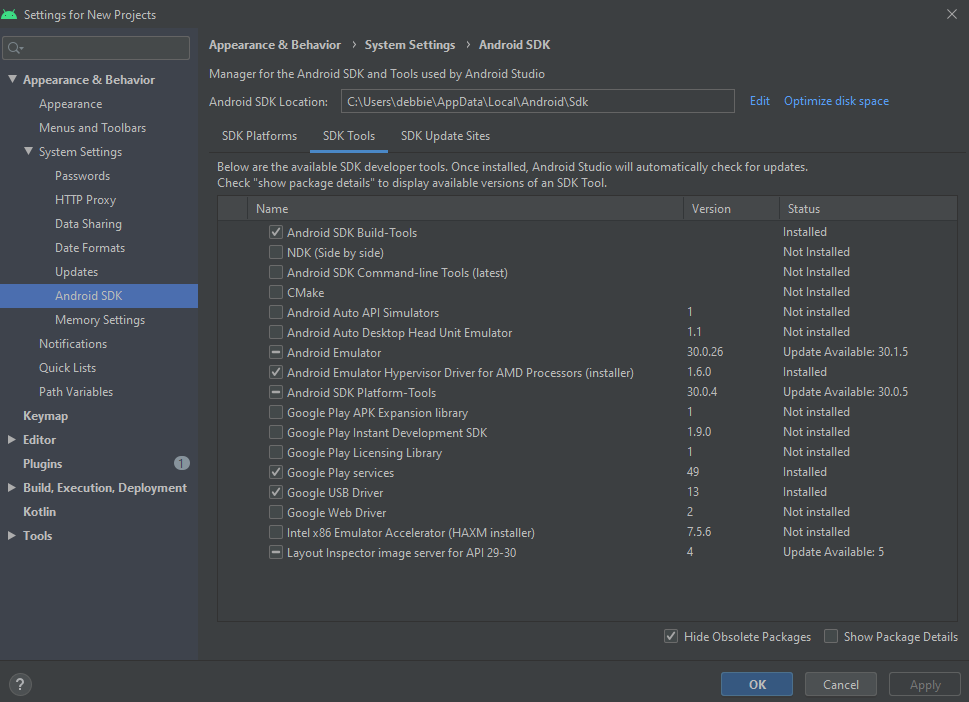 Settings for New Projects
Appearance & Behavior
Appearance
Menus and Toolbars
System Settings
Passwords
HTTP Proxy
Data Sharing
Date Formats
Updates
Android SDK
Memory Settings
Notifications
Quick Lists
Path Variables
Keymap
Editor
Plugins 1
Build, Execution, Deployment
Kotlin
Tools
Appearance & Behavior › System Settings › Android SDK
Manager for the Android SDK and Tools used by Android Studio
Android SDK Location: C:\Users\debbie\AppData\Local\Android\Sdk Edit Optimize disk space
SDK Platforms SDK Tools SDK Update Sites
Below are the available SDK developer tools. Once installed, Android Studio will automatically check for updates.
Check "show package details" to display available versions of an SDK Tool.
Name Version Status
Android SDK Build-Tools Installed
NDK (Side by side) Not Installed
Android SDK Command-line Tools (latest) Not Installed
CMake Not Installed
Android Auto API Simulators 1 Not installed
Android Auto Desktop Head Unit Emulator 1.1 Not installed
Android Emulator 30.0.26 Update Available: 30.1.5
Android Emulator Hypervisor Driver for AMD Processors (installer) 1.6.0 Installed
Android SDK Platform-Tools 30.0.4 Update Available: 30.0.5
Google Play APK Expansion library 1 Not installed
Google Play Instant Development SDK 1.9.0 Not installed
Google Play Licensing Library 1 Not installed
Google Play services 49 Installed
Google USB Driver 13 Installed
Google Web Driver 2 Not installed
Intel x86 Emulator Accelerator (HAXM installer) 7.5.6 Not installed
Layout Inspector image server for API 29-30 4 Update Available: 5
Hide Obsolete Packages Show Package Details
? OK Cancel Apply